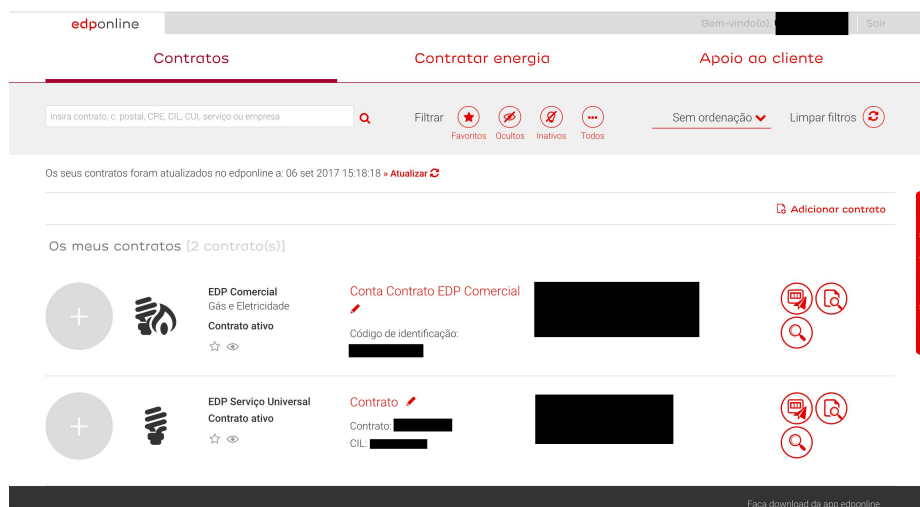 edponline
Bem-vindo(a),
Sair
Contratos
Contratar energia
Apoio ao cliente
Insira contrato, c. postal, CPE, CIL, CUI, serviço ou empresa
Filtrar
Favoritos
Ocultos
Inativos
Todos
Sem ordenação
Limpar filtros
Os seus contratos foram atualizados no edponline a: 06 set 2017 15:18:18 » Atualizar
Adicionar contrato
Os meus contratos [2 contrato(s)]
EDP Comercial
Gás e Eletricidade
Contrato ativo
Conta Contrato EDP Comercial
Código de identificação:
EDP Serviço Universal
Contrato ativo
Contrato
Contrato:
CIL:
Faça download da app edponline